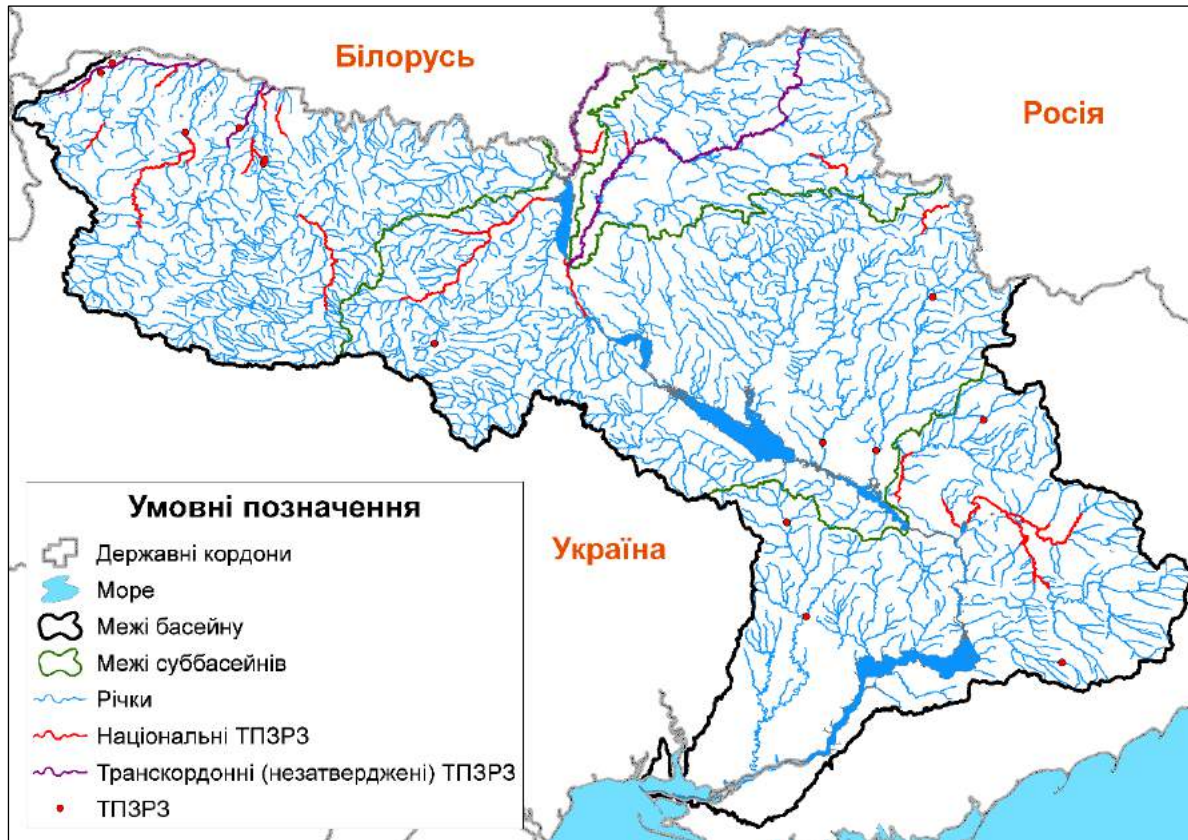 Білорусь
Росія
Україна
Умовні позначення
Державні кордони
Море
Межі басейну
Межі суббасейнів
Річки
Національні ТПЗРЗ
Транскордонні (незатверджені) ТПЗРЗ
ТПЗРЗ